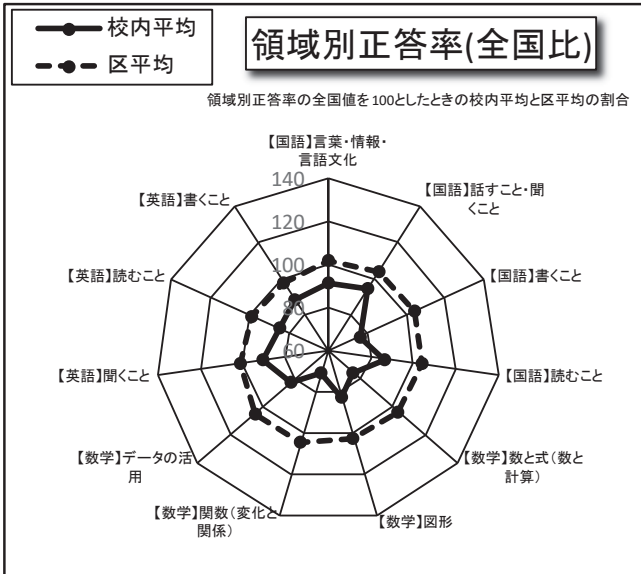 校内平均
区平均
領域別正答率(全国比)
領域別正答率の全国値を100としたときの校内平均と区平均の割合
【国語】言葉・情報・
言語文化
【国語】話すこと・聞
くこと
【国語】書くこと
【国語】読むこと
【数学】数と式(数と
計算)
【数学】図形
【数学】関数(変化と
関係)
【数学】データの活
用
【英語】聞くこと
【英語】読むこと
【英語】書くこと
140
120
100
80
60